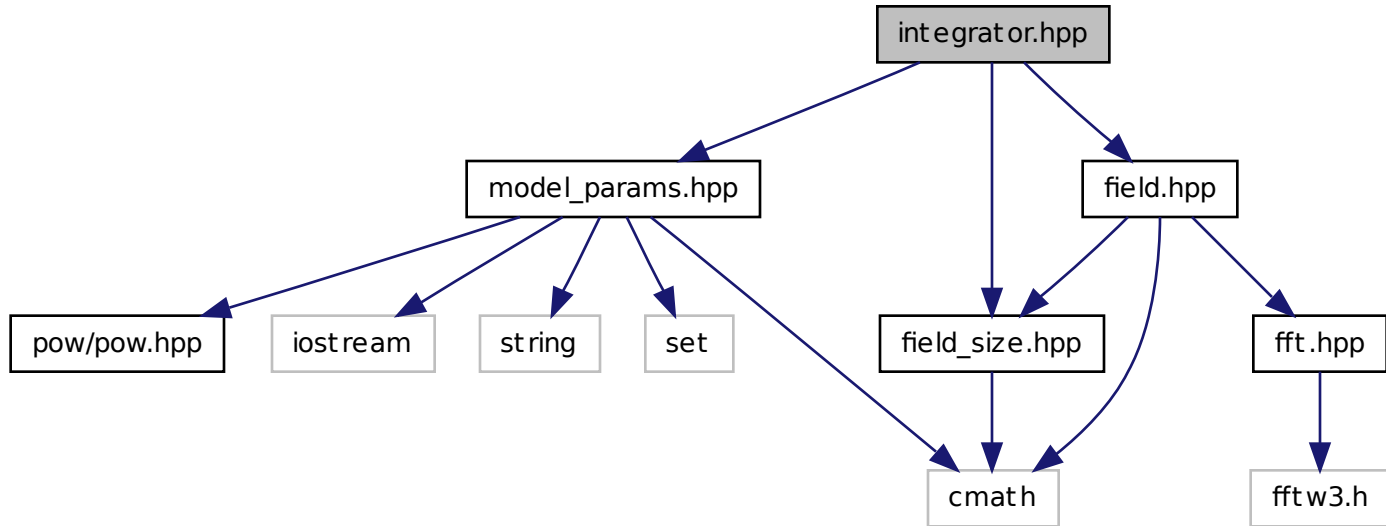 integrator.hpp
model_params.hpp
field.hpp
pow/pow.hpp
iostream
string
set
field_size.hpp
fft.hpp
cmath
fftw3.h